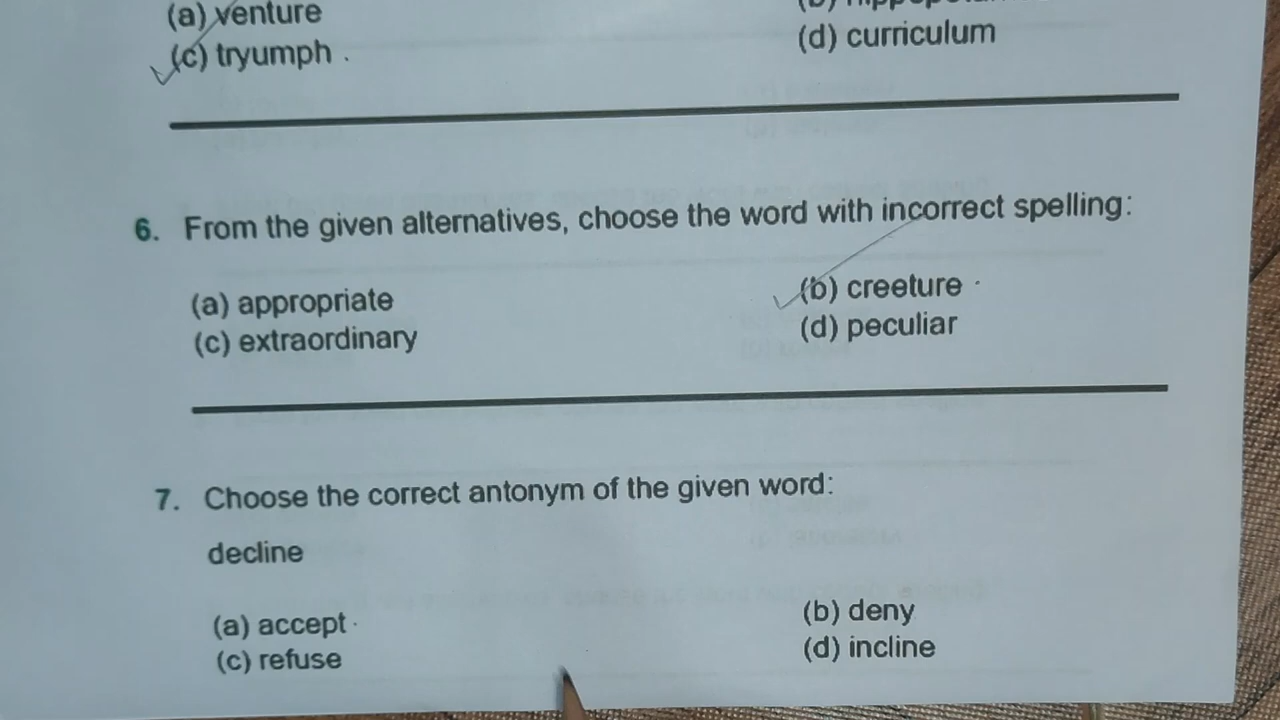 (a) venture
(c) tryumph .
(d) curriculum
6. From the given alternatives, choose the word with incorrect spelling:
(a) appropriate (b) creeture
(c) extraordinary (d) peculiar
7. Choose the correct antonym of the given word:
decline
(a) accept (b) deny
(c) refuse (d) incline